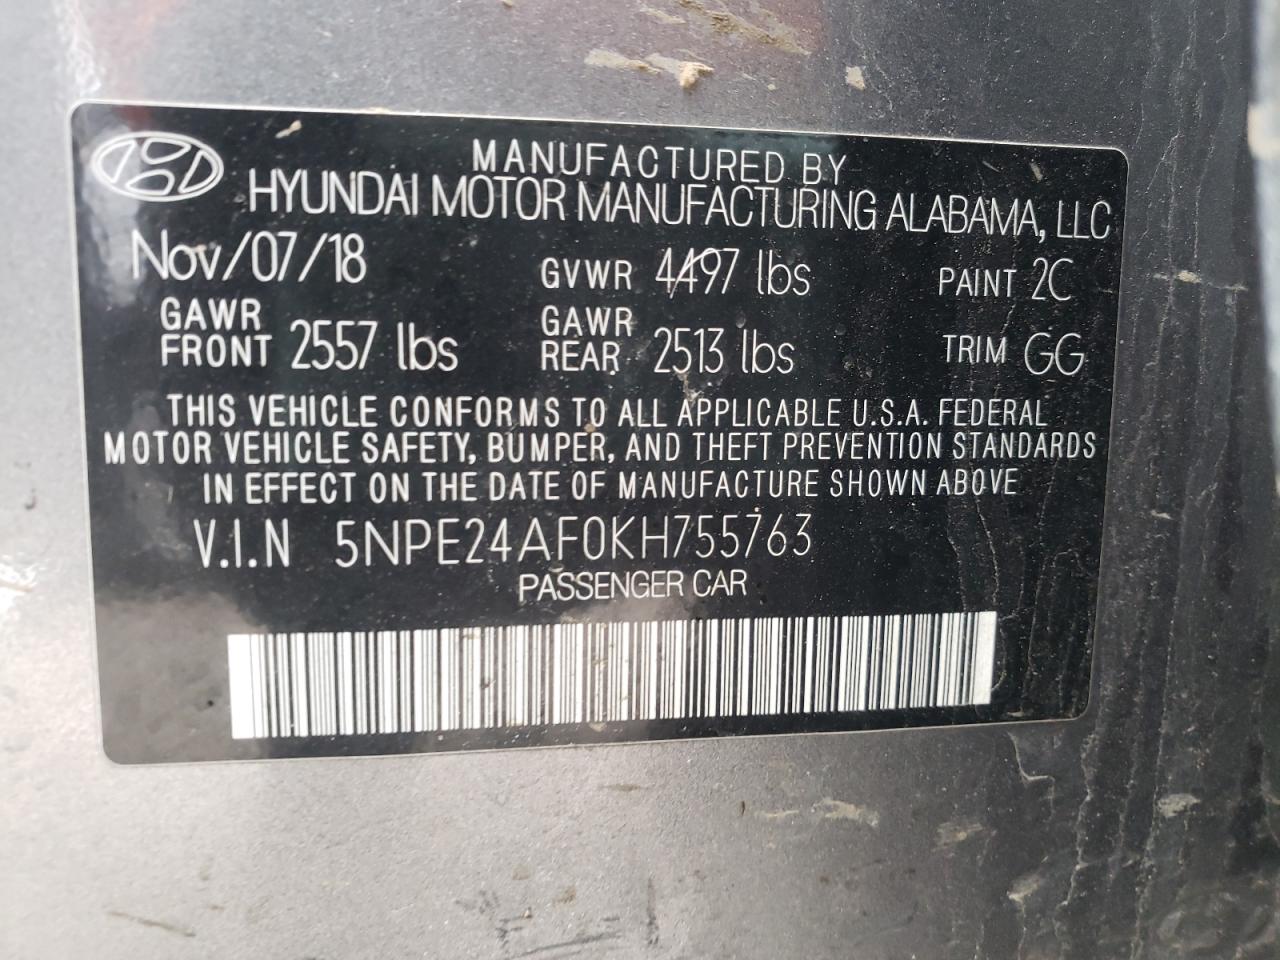 MANUFACTURED BY
HYUNDAI MOTOR MANUFACTURING ALABAMA, LLC
Nov/07/18 GVWR 4497 lbs PAINT 2C
GAWR FRONT 2557 lbs GAWR REAR 2513 lbs TRIM GG
THIS VEHICLE CONFORMS TO ALL APPLICABLE U.S.A. FEDERAL
MOTOR VEHICLE SAFETY, BUMPER, AND THEFT PREVENTION STANDARDS
IN EFFECT ON THE DATE OF MANUFACTURE SHOWN ABOVE
V.I.N 5NPE24AF0KH755763
PASSENGER CAR